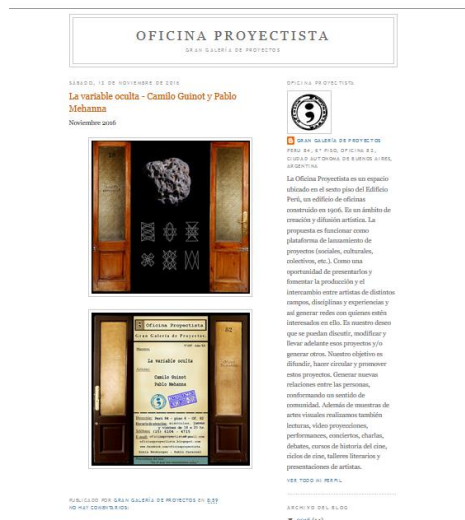 OFICINA PROYECTISTA
GRAN GALERÍA DE PROYECTOS
SÁBADO, 12 DE NOVIEMBRE DE 2016
La variable oculta - Camilo Guinot y Pablo
Mehanna
Noviembre 2016
Oficina Proyectista
Gran Galería de Proyectos.
8/2
La variable oculta
Camilo Guinot
Pablo Mehanna
PUBLICADO POR GRAN GALERÍA DE PROYECTOS EN
NO HAY COMENTARIOS:
OFICINA PROYECTISTA
GRAN GALERÍA DE PROYECTOS
PERÚ 84, 6º PISO, OFICINA 82,
CIUDAD AUTÓNOMA DE BUENOS AIRES,
ARGENTINA
La Oficina Proyectista es un espacio
ubicado en el sexto piso del Edificio
Perú, un edificio de oficinas
construido en 1906. Es un ámbito de
creación y difusión artística. La
propuesta es funcionar como
plataforma de lanzamiento de
proyectos (sociales, culturales,
colectivos, etc.). Como una
oportunidad de presentarlos y
fomentar la producción y el
intercambio entre artistas de distintos
campos, disciplinas y experiencias y
así generar redes con quienes estén
interesados en ello. Es nuestro deseo
que se puedan discutir, modificar y
llevar adelante esos proyectos y/o
generar otros. Nuestro objetivo es
difundir, hacer circular y promover
estos proyectos. Generar nuevas
relaciones entre las personas,
conformando un sentido de
comunidad. Además de muestras de
artes visuales realizamos también
lecturas, video proyecciones,
performances, conciertos, charlas,
debates, cursos de historia del cine,
ciclos de cine, talleres literarios y
presentaciones de artistas.
VER TODO MI PERFIL
ARCHIVO DEL BLOG